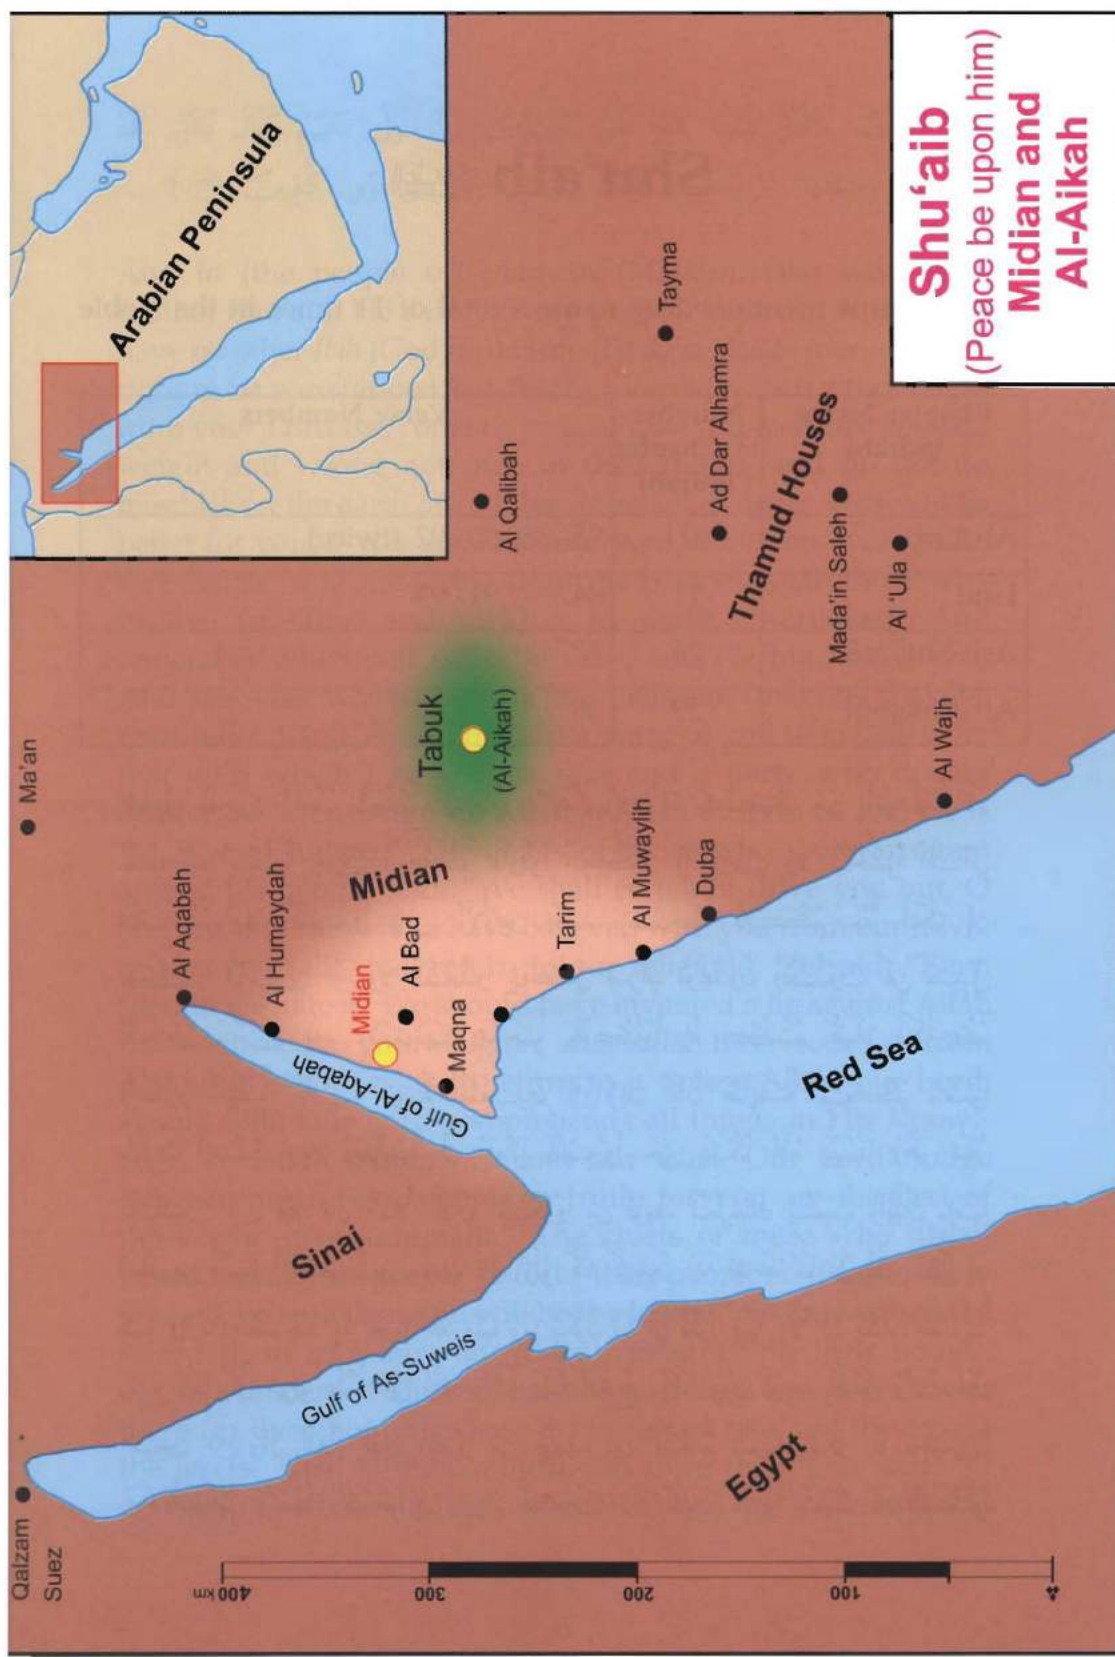 Shu‘aib
(Peace be upon him)
Midian and
Al-Aikah
Arabian Peninsula
Qalzam
Suez
Ma'an
Al Aqabah
Al Humaydah
Midian
Al Bad
Maqna
Gulf of Al-Aqabah
Midian
Tabuk
(Al-Aikah)
Al Qalibah
Tayma
Ad Dar Alhamra
Thamud Houses
Mada'in Saleh
Al ‘Ula
Tarim
Al Muwaylih
Duba
Al Wajh
Sinai
Gulf of As-Suweis
Red Sea
Egypt
400
km
300
200
100